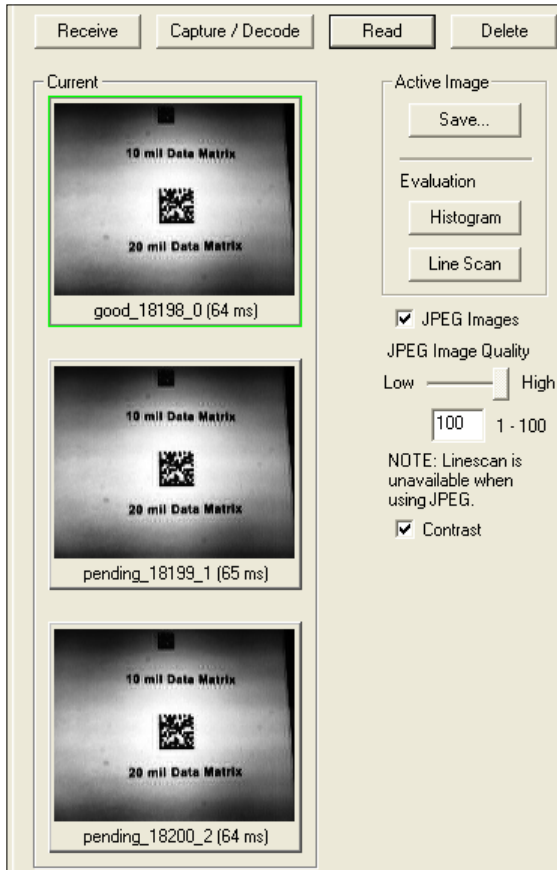 Receive
Capture / Decode
Read
Delete
Current
10 mil Data Matrix
20 mil Data Matrix
good_18198_0 (64 ms)
10 mil Data Matrix
20 mil Data Matrix
pending_18199_1 (65 ms)
10 mil Data Matrix
20 mil Data Matrix
pending_18200_2 (64 ms)
Active Image
Save...
Evaluation
Histogram
Line Scan
JPEG Images
JPEG Image Quality
Low High
100 1 - 100
NOTE: Linescan is
unavailable when
using JPEG.
Contrast